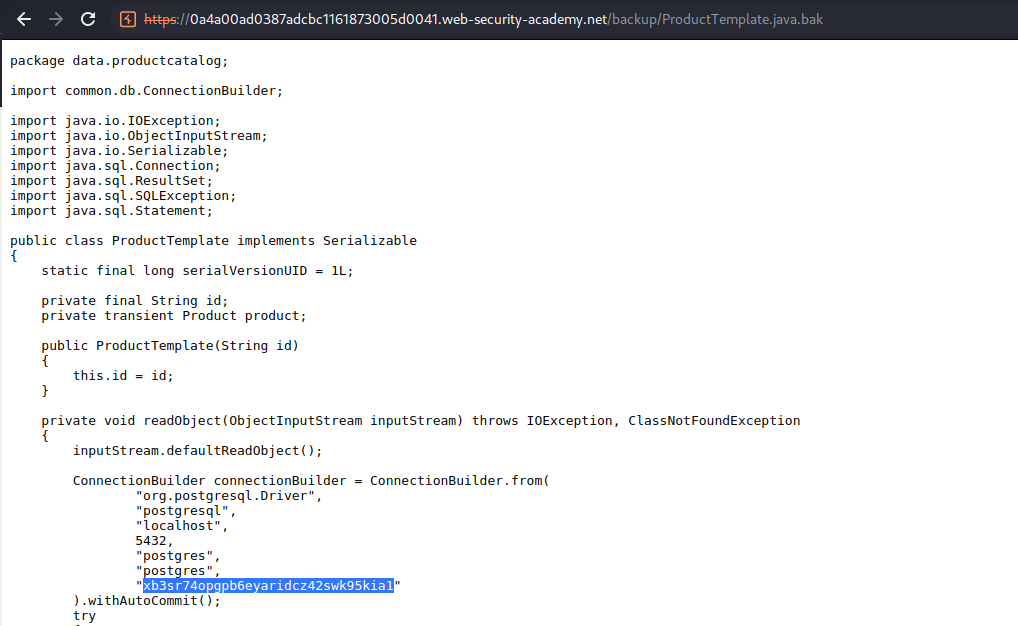 https://0a4a00ad0387adcbc1161873005d0041.web-security-academy.net/backup/ProductTemplate.java.bak
package data.productcatalog;
import common.db.ConnectionBuilder;
import java.io.IOException;
import java.io.ObjectInputStream;
import java.io.Serializable;
import java.sql.Connection;
import java.sql.ResultSet;
import java.sql.SQLException;
import java.sql.Statement;
public class ProductTemplate implements Serializable
{
static final long serialVersionUID = 1L;
private final String id;
private transient Product product;
public ProductTemplate(String id)
{
this.id = id;
}
private void readObject(ObjectInputStream inputStream) throws IOException, ClassNotFoundException
{
inputStream.defaultReadObject();
ConnectionBuilder connectionBuilder = ConnectionBuilder.from(
"org.postgresql.Driver",
"postgresql",
"localhost",
5432,
"postgres",
"postgres",
"xb3sr74opgpb6eyaridcz42swk95kia1"
).withAutoCommit();
try